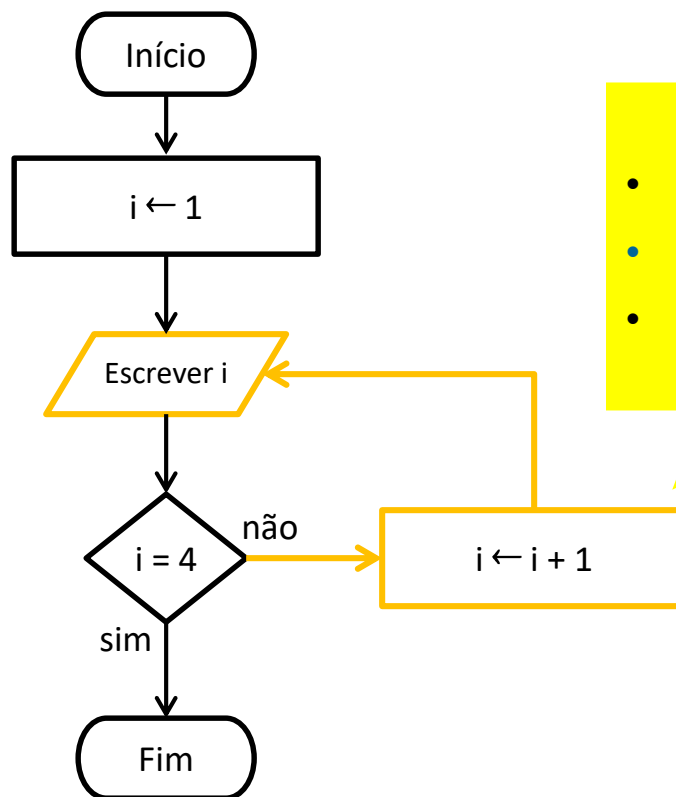 Início
i ← 1
Escrever i
não
i = 4
i ← i + 1
sim
Fim